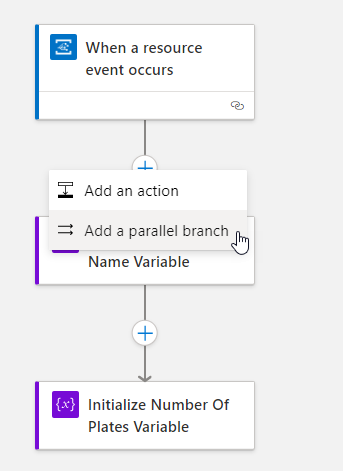 When a resource
event occurs
Add an action
Add a parallel branch
Name Variable
{x}
Initialize Number Of
Plates Variable